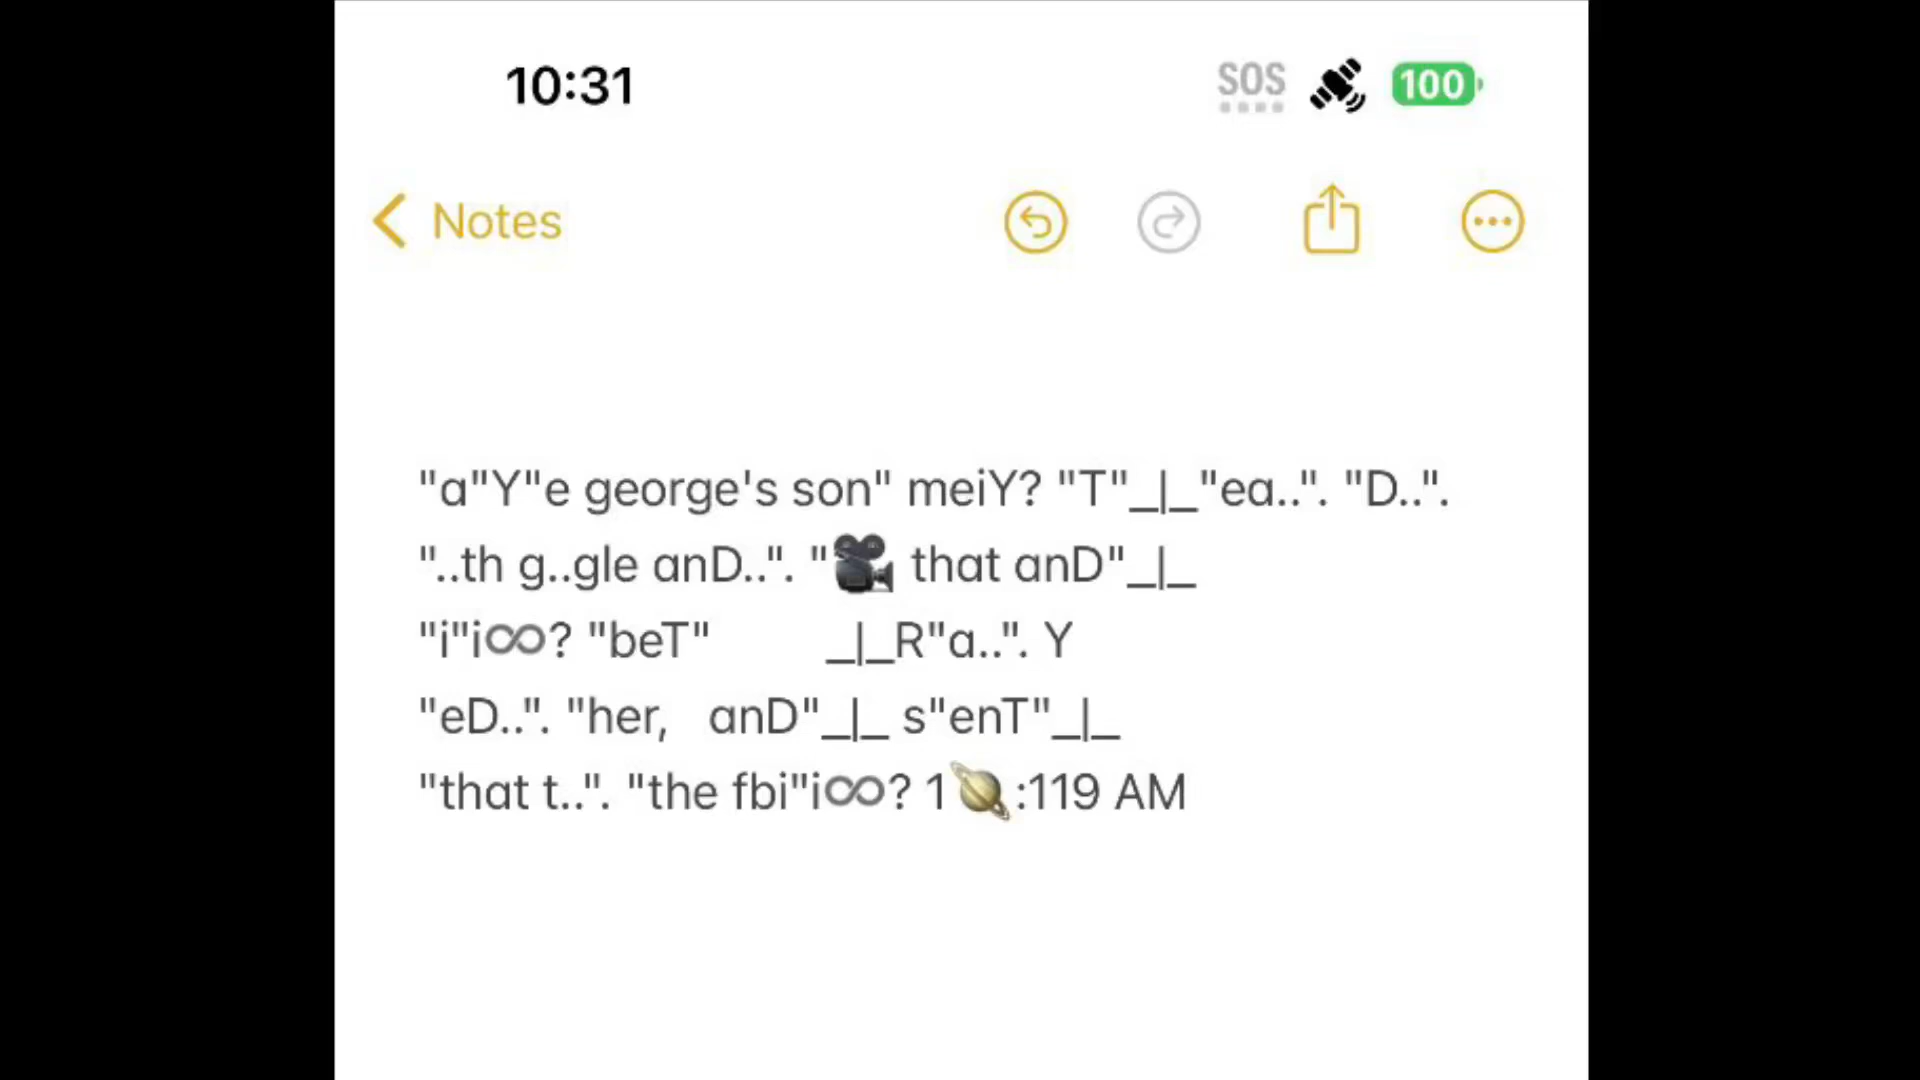 10:31 SOS 100
Notes
"a"Y"e george's son" meiY? "T"_|_"ea..". "D..".
"..th g..gle anD..". "🎥 that anD"_|_
"i"i∞? "beT" _|_R"a..". Y
"eD..". "her, anD"_|_ s"enT"_|_
"that t..". "the fbi"i∞? 1🪐:119 AM